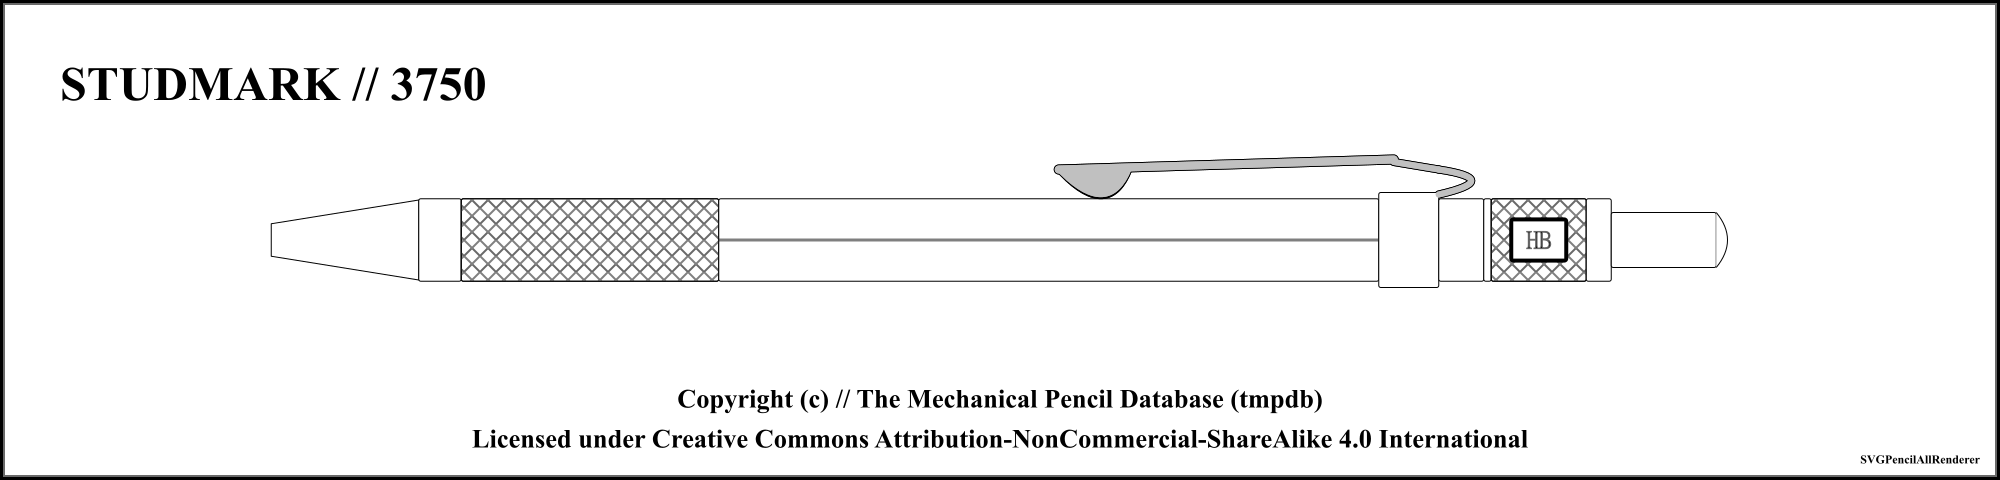 STUDMARK // 3750
HB
Copyright (c) // The Mechanical Pencil Database (tmpdb)
Licensed under Creative Commons Attribution-NonCommercial-ShareAlike 4.0 International
SVGPencilAllRenderer